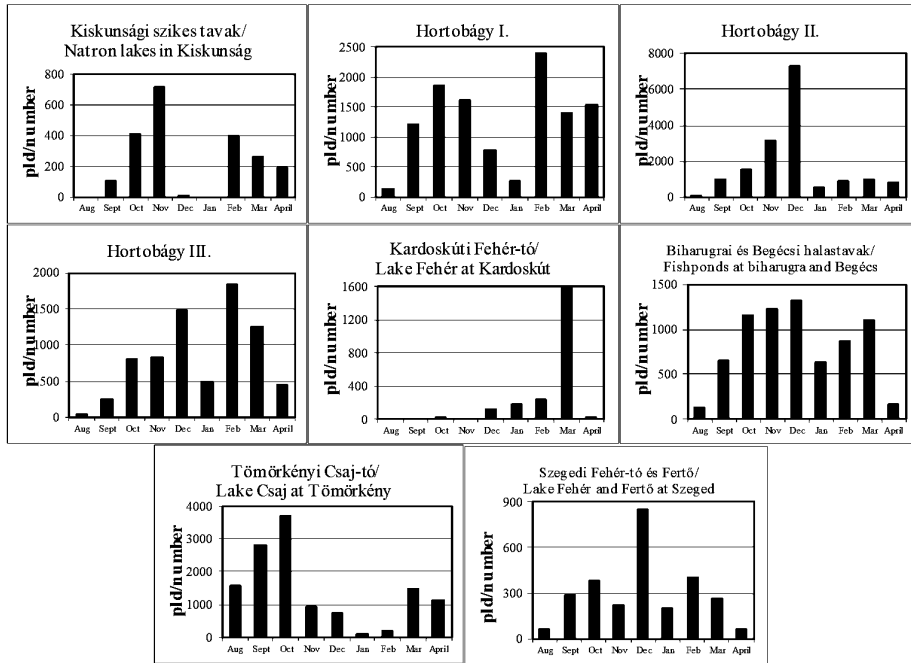 Kiskunsági szikes tavak/
Natron lakes in Kiskunság
pld/number
800
600
400
200
0
Aug Sept Oct Nov Dec Jan Feb Mar April
Hortobágy I.
pld/number
2500
2000
1500
1000
500
0
Aug Sept Oct Nov Dec Jan Feb Mar April
Hortobágy II.
pld/number
8000
6000
4000
2000
0
Aug Sept Oct Nov Dec Jan Feb Mar April
Hortobágy III.
pld/number
2000
1500
1000
500
0
Aug Sept Oct Nov Dec Jan Feb Mar April
Kardoskúti Fehér-tó/
Lake Fehér at Kardoskút
pld/number
1600
1200
800
400
0
Aug Sept Oct Nov Dec Jan Feb Mar April
Biharugrai és Begécsi halastavak/
Fishponds at biharugra and Begécs
pld/number
1500
1000
500
0
Aug Sept Oct Nov Dec Jan Feb Mar April
Tömörkényi Csaj-tó/
Lake Csaj at Tömörkény
pld/number
4000
3000
2000
1000
0
Aug Sept Oct Nov Dec Jan Feb Mar April
Szegedi Fehér-tó és Fertő/
Lake Fehér and Fertő at Szeged
pld/number
900
600
300
0
Aug Sept Oct Nov Dec Jan Feb Mar April